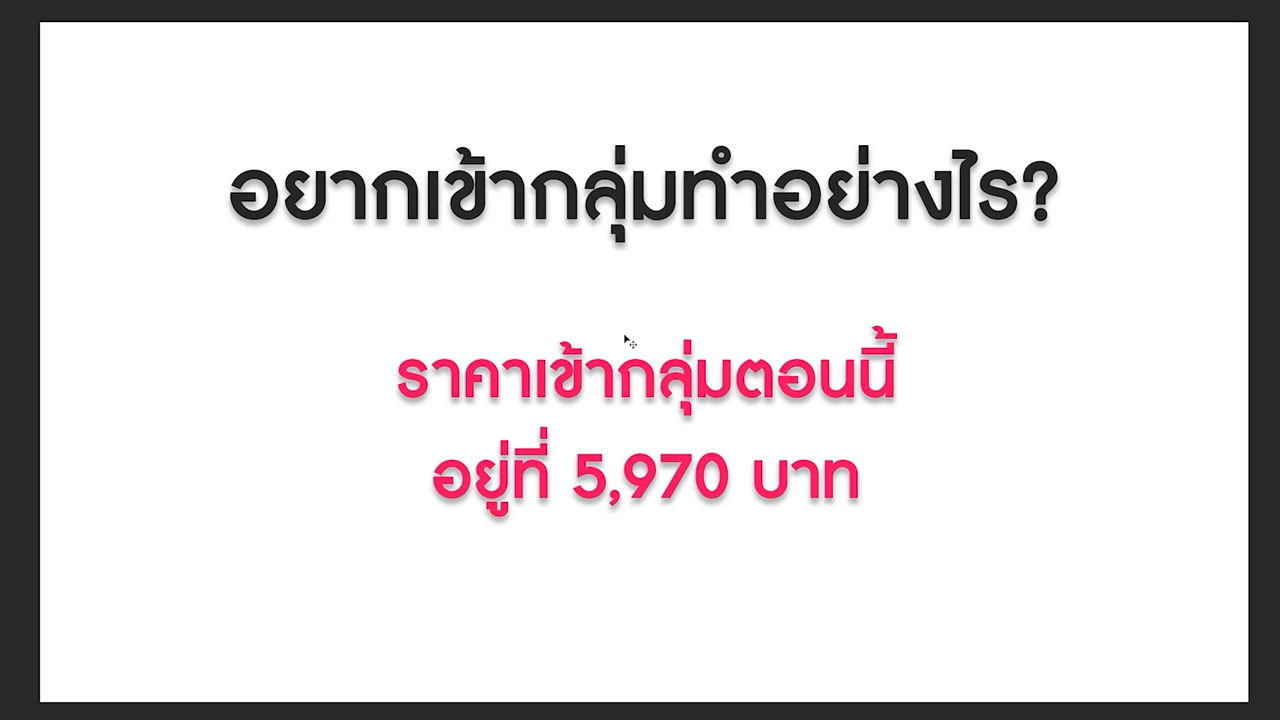 อยากเข้ากลุ่มทำอย่างไร?
ราคาเข้ากลุ่มตอนนี้
อยู่ที่ 5,970 บาท